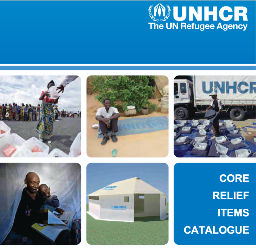 UNHCR
The UN Refugee Agency
UNHCR
CORE
RELIEF
ITEMS
CATALOGUE